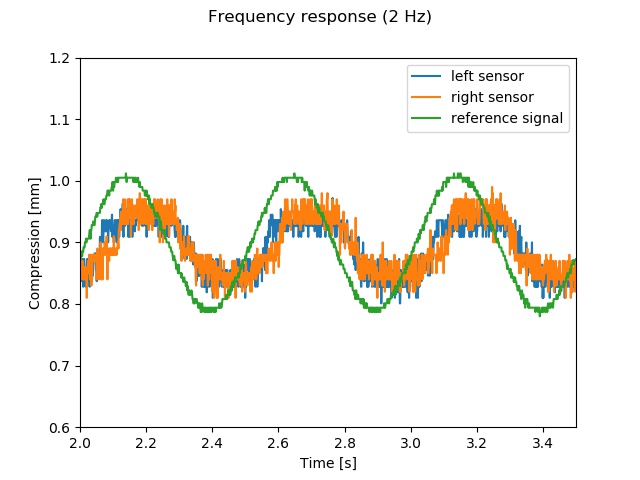 Frequency response (2 Hz)
1.2
1.1
1.0
0.9
0.8
0.7
0.6
Compression [mm]
left sensor
right sensor
reference signal
2.0 2.2 2.4 2.6 2.8 3.0 3.2 3.4
Time [s]